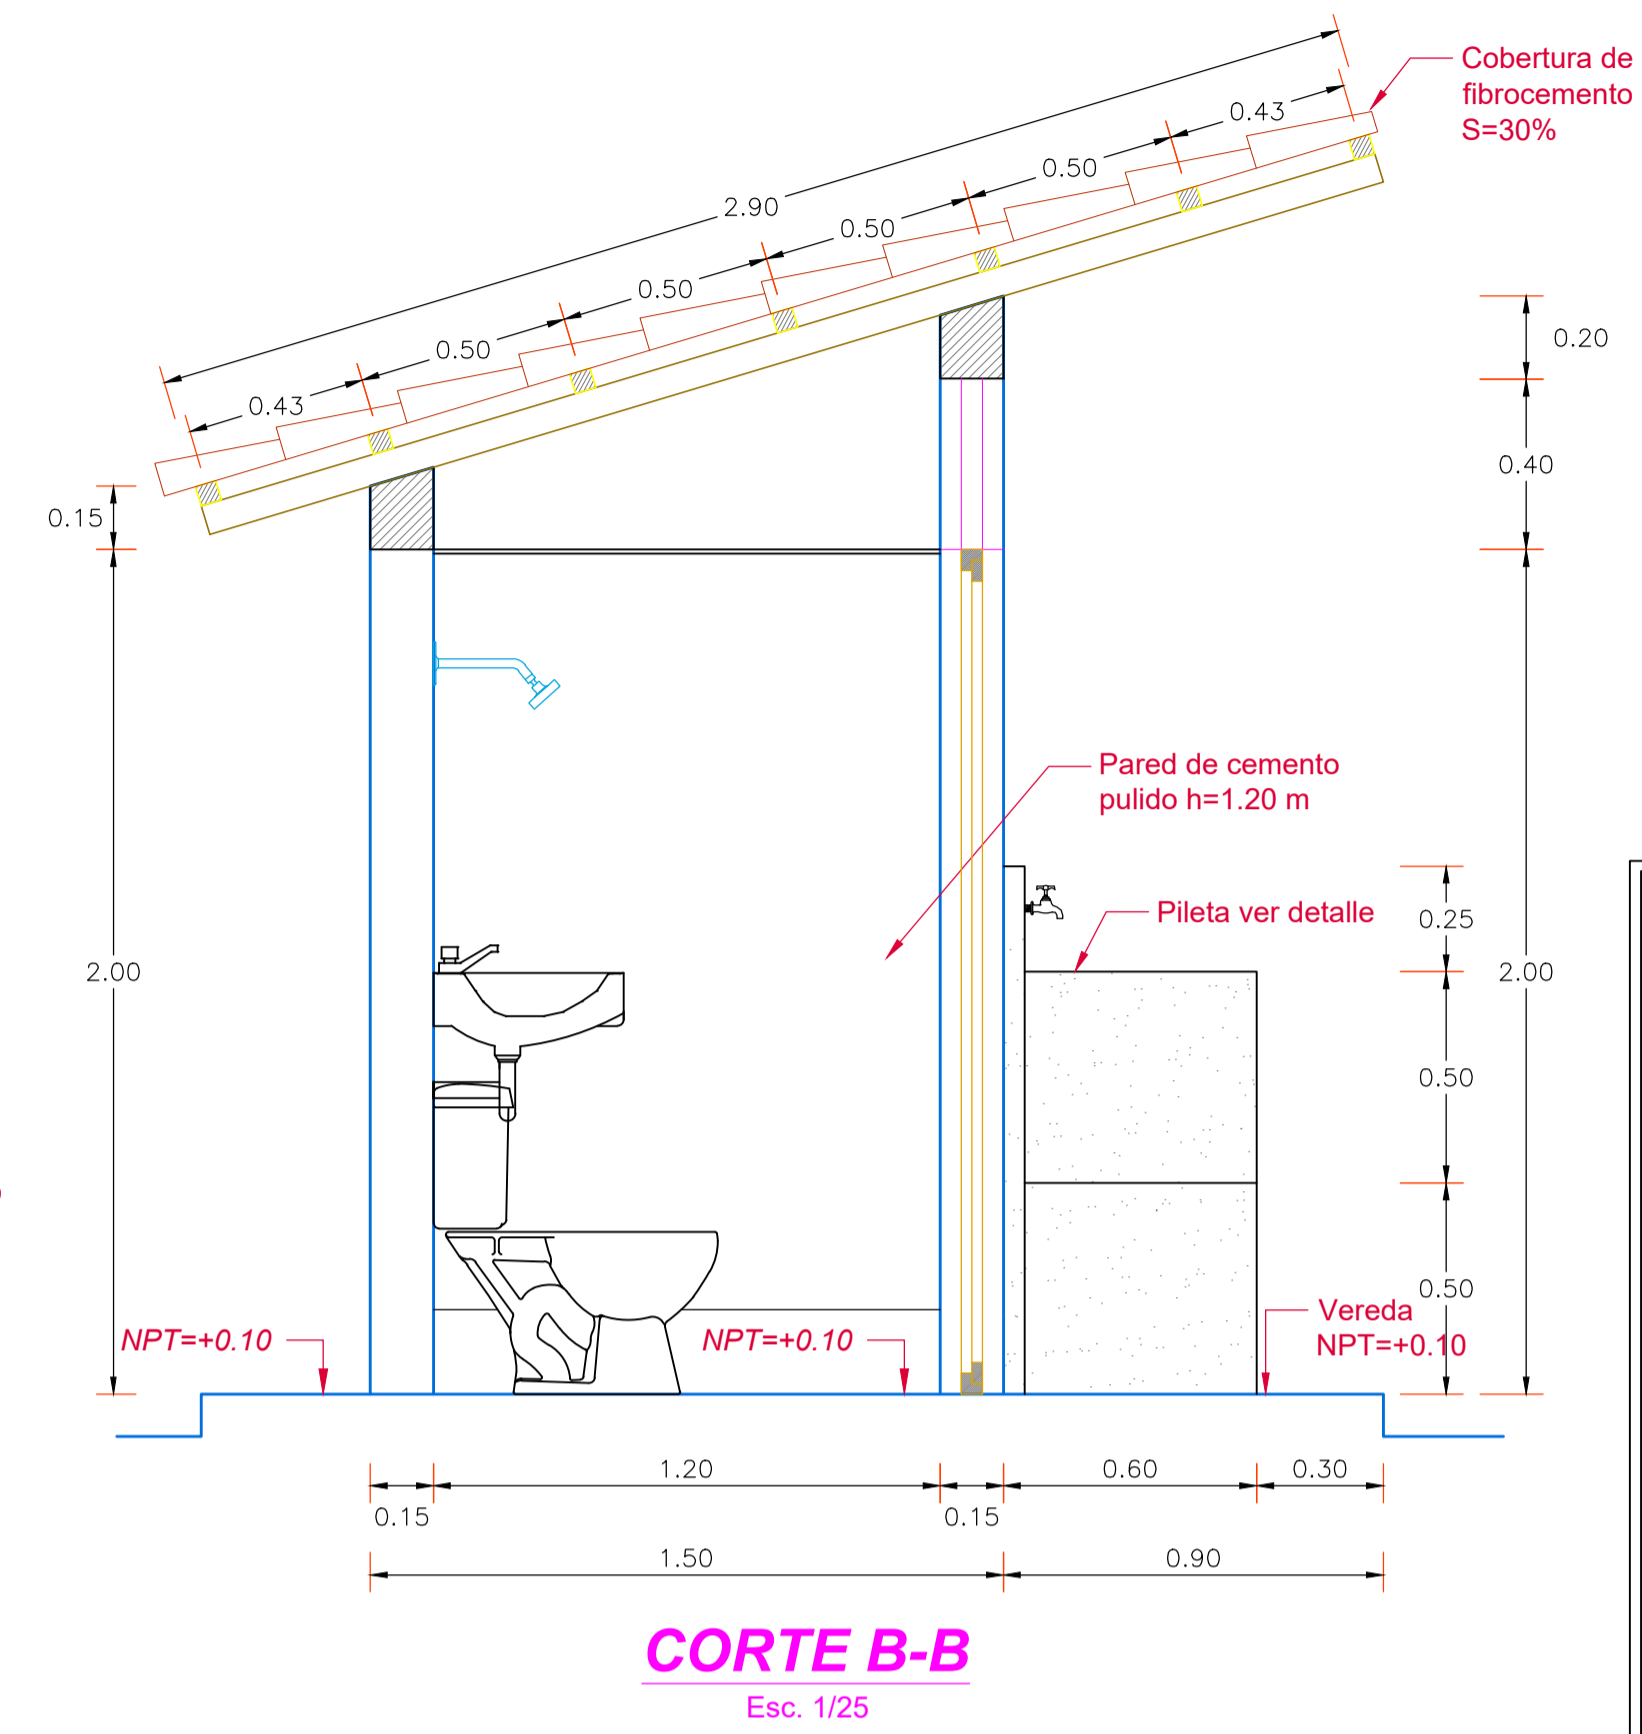 Cobertura de
fibrocemento
S=30%
2.90
0.43
0.50
0.50
0.50
0.50
0.43
0.15
2.00
0.20
0.40
2.00
Pared de cemento
pulido h=1.20 m
Pileta ver detalle
0.25
0.50
0.50
NPT=+0.10
NPT=+0.10
Vereda
NPT=+0.10
1.20
0.60
0.30
0.15
0.15
1.50
0.90
CORTE B-B
Esc. 1/25